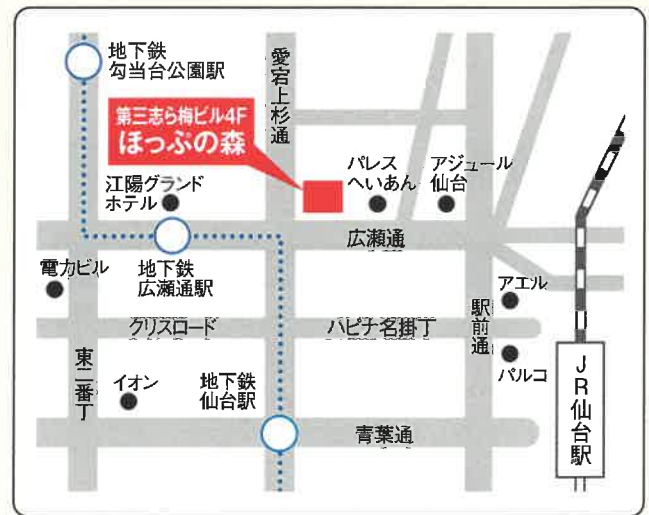 地下鉄
勾当台公園駅
愛宕上杉通
第三志ら梅ビル4F
ほっぷの森
江陽グランド
ホテル
パレス
へいあん
アジュール
仙台
広瀬通
電力ビル
地下鉄
広瀬通駅
アエル
駅前通
クリスロード
ハピナ名掛丁
パルコ
東二番丁
イオン
地下鉄
仙台駅
青葉通
JR仙台駅